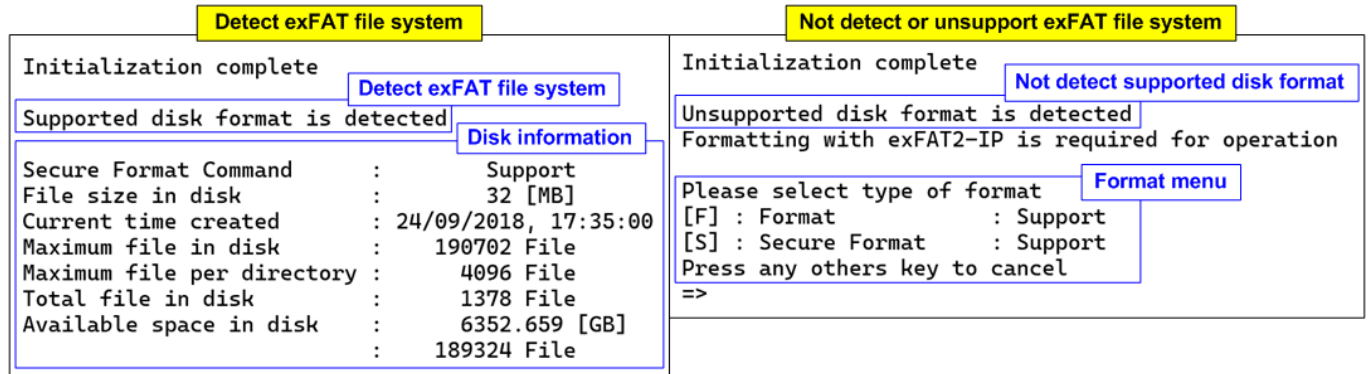 Detect exFAT file system
Initialization complete
Detect exFAT file system
Supported disk format is detected
Disk information
Secure Format Command : Support
File size in disk : 32 [MB]
Current time created : 24/09/2018, 17:35:00
Maximum file in disk : 190702 File
Maximum file per directory : 4096 File
Total file in disk : 1378 File
Available space in disk : 6352.659 [GB]
: 189324 File
Not detect or unsupport exFAT file system
Initialization complete
Not detect supported disk format
Unsupported disk format is detected
Formatting with exFAT2-IP is required for operation
Format menu
Please select type of format
[F] : Format : Support
[S] : Secure Format : Support
Press any others key to cancel
=>